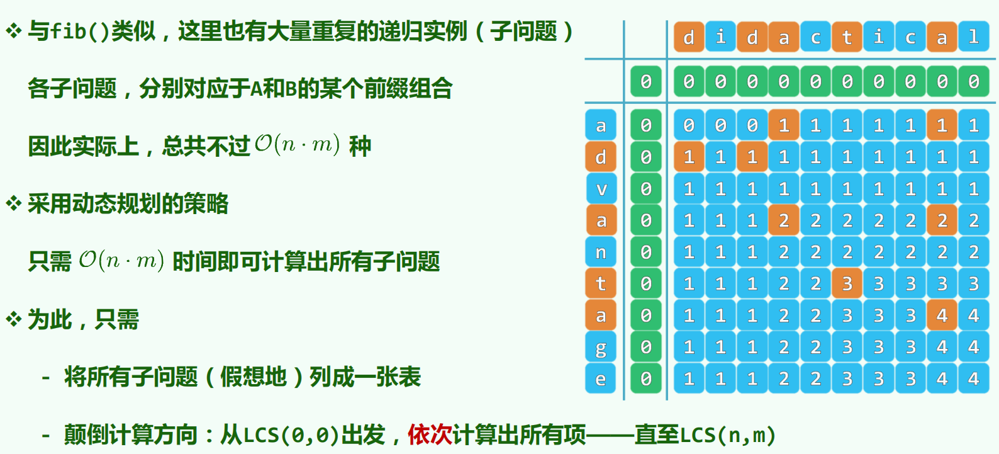 ❖ 与fib()类似，这里也有大量重复的递归实例（子问题）
各子问题，分别对应于A和B的某个前缀组合
因此实际上，总共不过 𝒪(n · m) 种
❖ 采用动态规划的策略
只需 𝒪(n · m) 时间即可计算出所有子问题
❖ 为此，只需
- 将所有子问题（假想地）列成一张表
- 颠倒计算方向：从LCS(0,0)出发，依次计算出所有项——直至LCS(n,m)
d i d a c t i c a l
0 0 0 0 0 0 0 0 0 0 0
a 0 0 0 0 1 1 1 1 1 1 1
d 0 1 1 1 1 1 1 1 1 1 1
v 0 1 1 1 1 1 1 1 1 1 1
a 0 1 1 1 2 2 2 2 2 2 2
n 0 1 1 1 2 2 2 2 2 2 2
t 0 1 1 1 2 2 3 3 3 3 3
a 0 1 1 1 2 2 3 3 3 4 4
g 0 1 1 1 2 2 3 3 3 4 4
e 0 1 1 1 2 2 3 3 3 4 4